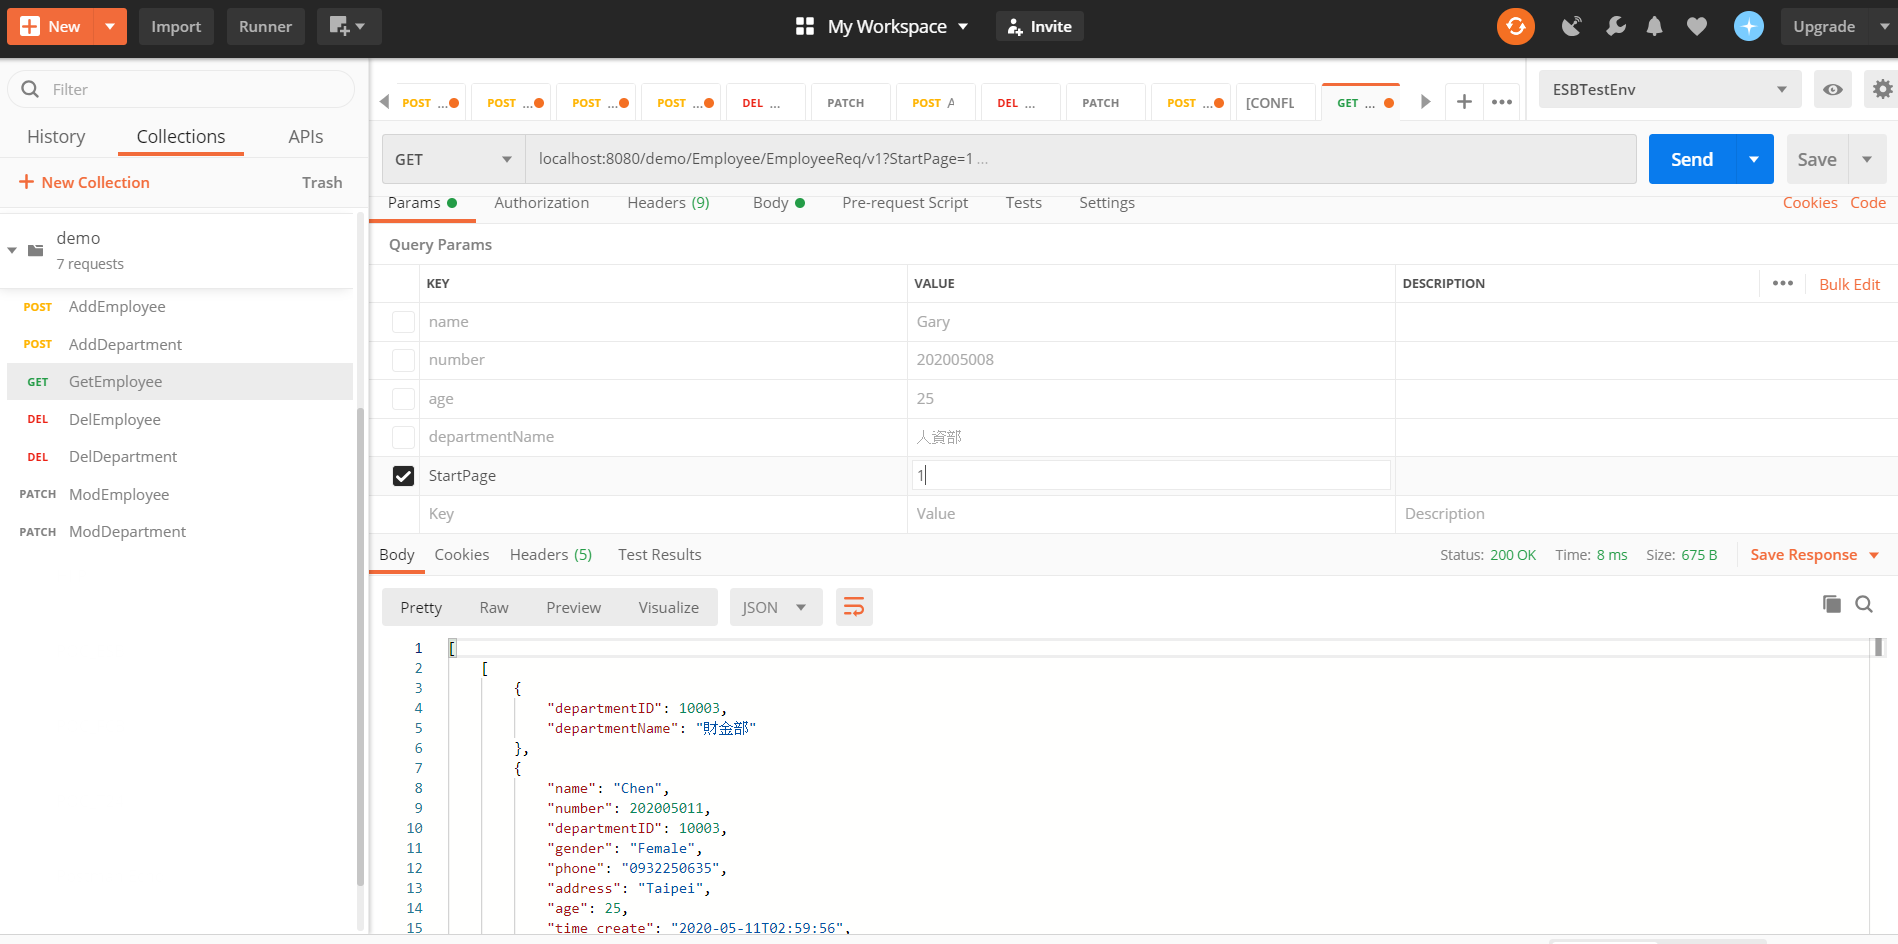 New Import Runner My Workspace Invite Upgrade
Filter
History Collections APIs
New Collection Trash
demo
7 requests
POST AddEmployee
POST AddDepartment
GET GetEmployee
DEL DelEmployee
DEL DelDepartment
PATCH ModEmployee
PATCH ModDepartment
POST ... POST ... POST ... POST ... DEL ... PATCH POST A DEL ... PATCH POST ... [CONFL GET ... ESBTestEnv
GET localhost:8080/demo/Employee/EmployeeReq/v1?StartPage=1 ... Send Save
Params Authorization Headers (9) Body Pre-request Script Tests Settings Cookies Code
Query Params
KEY VALUE DESCRIPTION Bulk Edit
name Gary
number 202005008
age 25
departmentName 人資部
StartPage 1
Key Value Description
Body Cookies Headers (5) Test Results Status: 200 OK Time: 8 ms Size: 675 B Save Response
Pretty Raw Preview Visualize JSON
1 [
2 [
3 {
4 "departmentID": 10003,
5 "departmentName": "財金部"
6 },
7 {
8 "name": "Chen",
9 "number": 202005011,
10 "departmentID": 10003,
11 "gender": "Female",
12 "phone": "0932250635",
13 "address": "Taipei",
14 "age": 25,
15 "time_create": "2020-05-11T02:59:56",